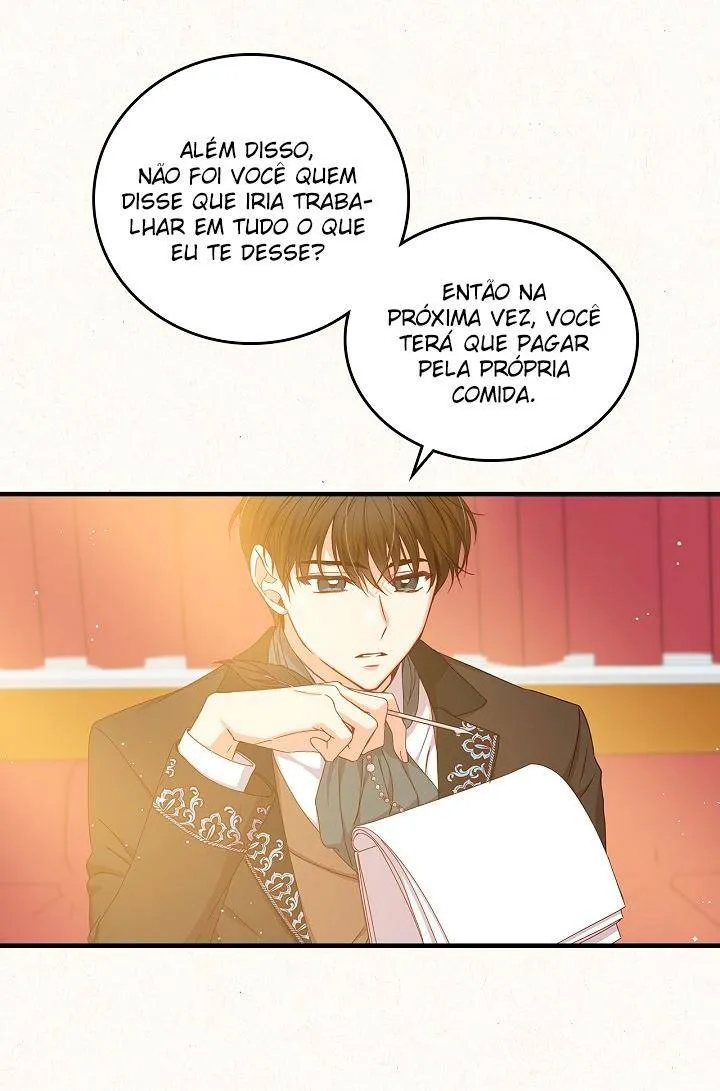 ALÉM DISSO,
NÃO FOI VOCÊ QUEM
DISSE QUE IRIA TRABA-
LHAR EM TUDO O QUE
EU TE DESSE?
ENTÃO NA
PRÓXIMA VEZ, VOCÊ
TERÁ QUE PAGAR
PELA PRÓPRIA
COMIDA.